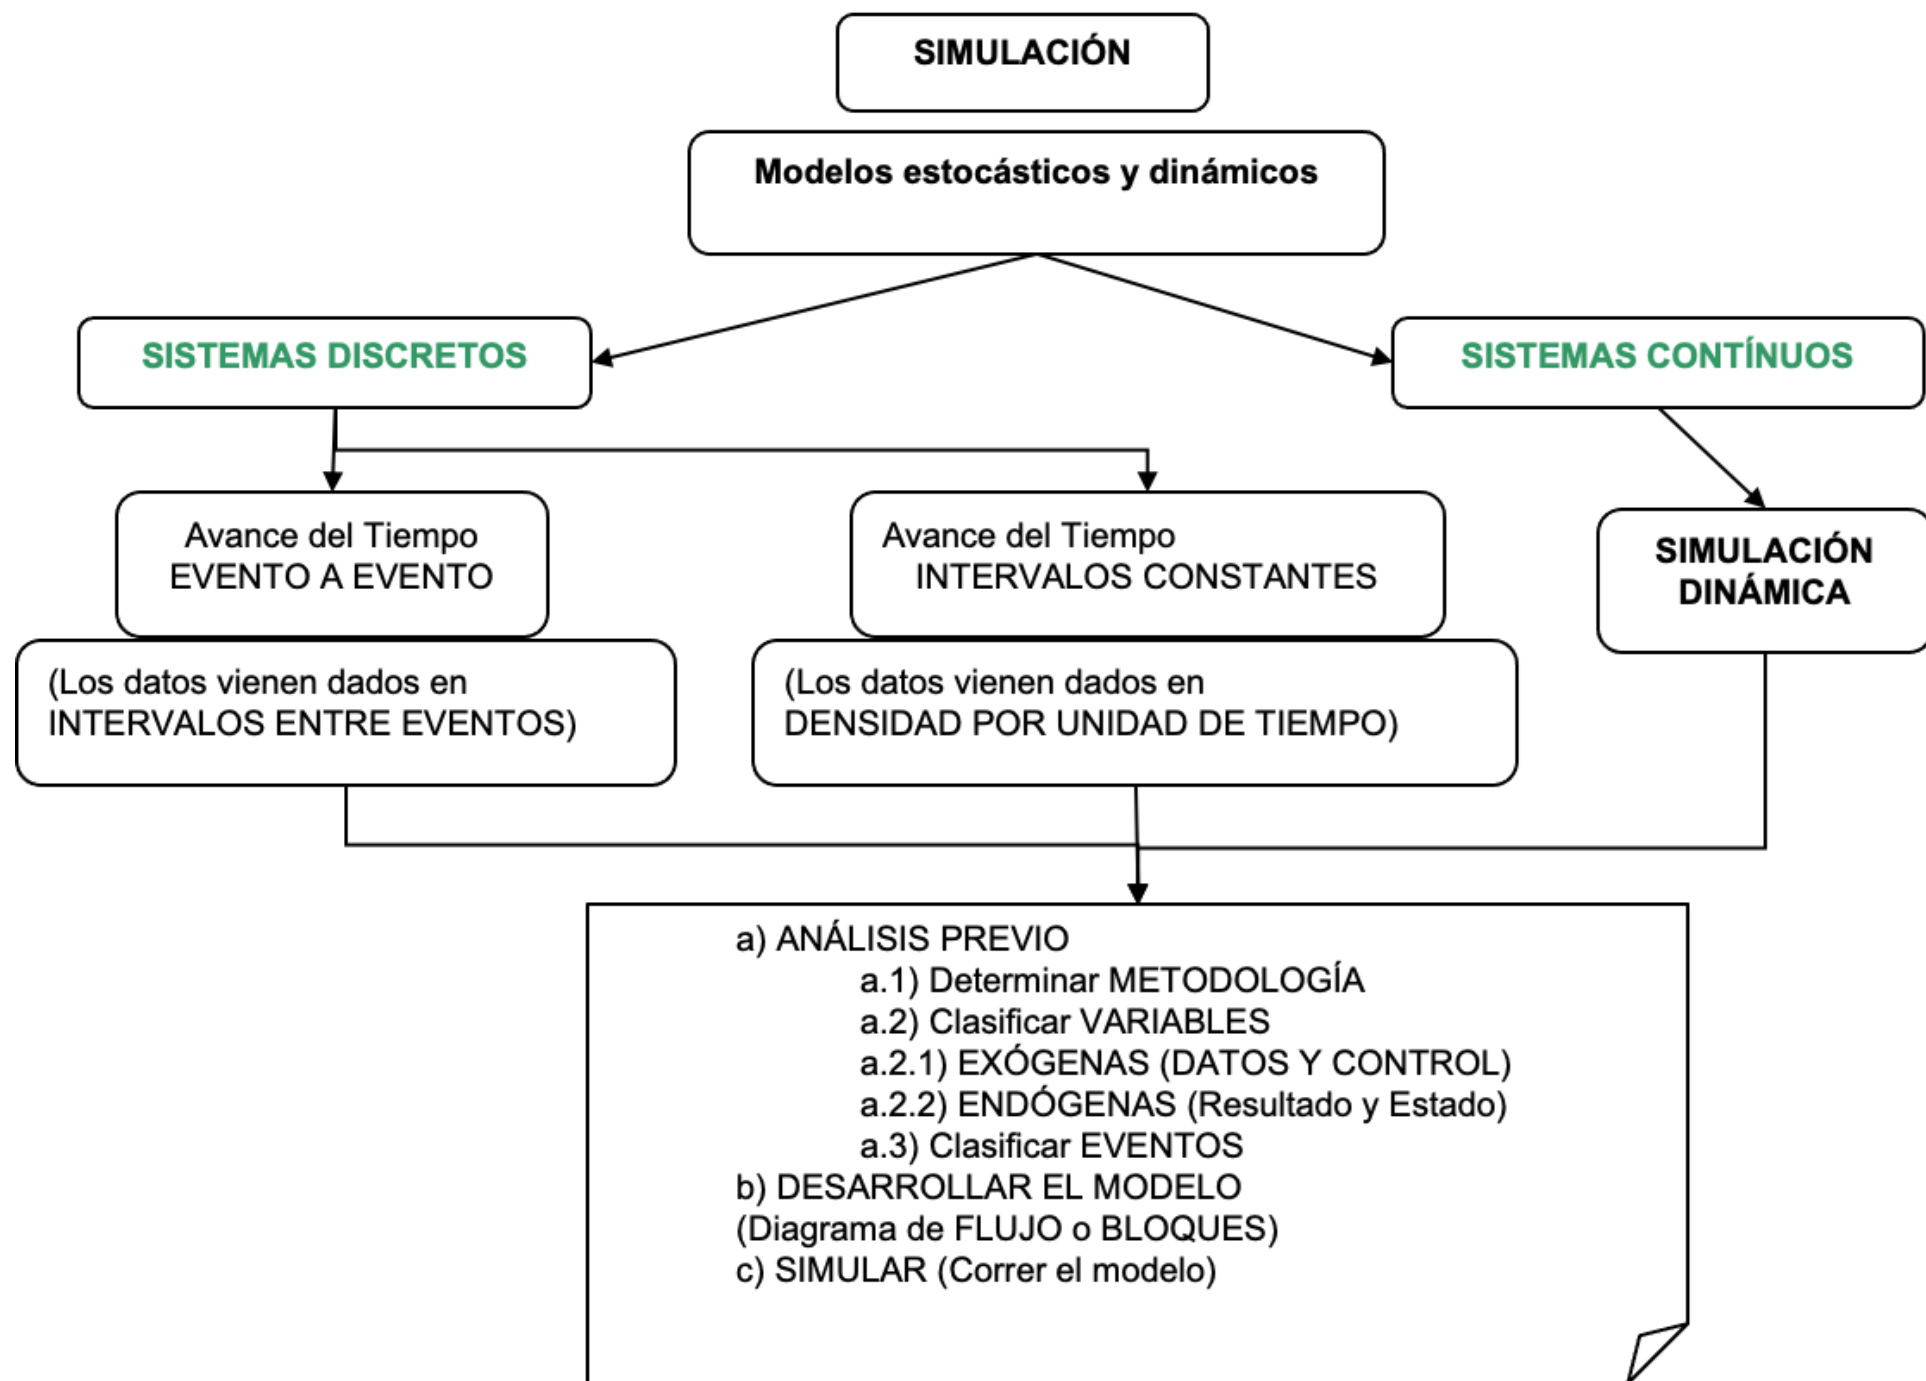 SIMULACIÓN
Modelos estocásticos y dinámicos
SISTEMAS DISCRETOS
SISTEMAS CONTÍNUOS
Avance del Tiempo
EVENTO A EVENTO
Avance del Tiempo
INTERVALOS CONSTANTES
SIMULACIÓN
DINÁMICA
(Los datos vienen dados en
INTERVALOS ENTRE EVENTOS)
(Los datos vienen dados en
DENSIDAD POR UNIDAD DE TIEMPO)
a) ANÁLISIS PREVIO
a.1) Determinar METODOLOGÍA
a.2) Clasificar VARIABLES
a.2.1) EXÓGENAS (DATOS Y CONTROL)
a.2.2) ENDÓGENAS (Resultado y Estado)
a.3) Clasificar EVENTOS
b) DESARROLLAR EL MODELO
(Diagrama de FLUJO o BLOQUES)
c) SIMULAR (Correr el modelo)